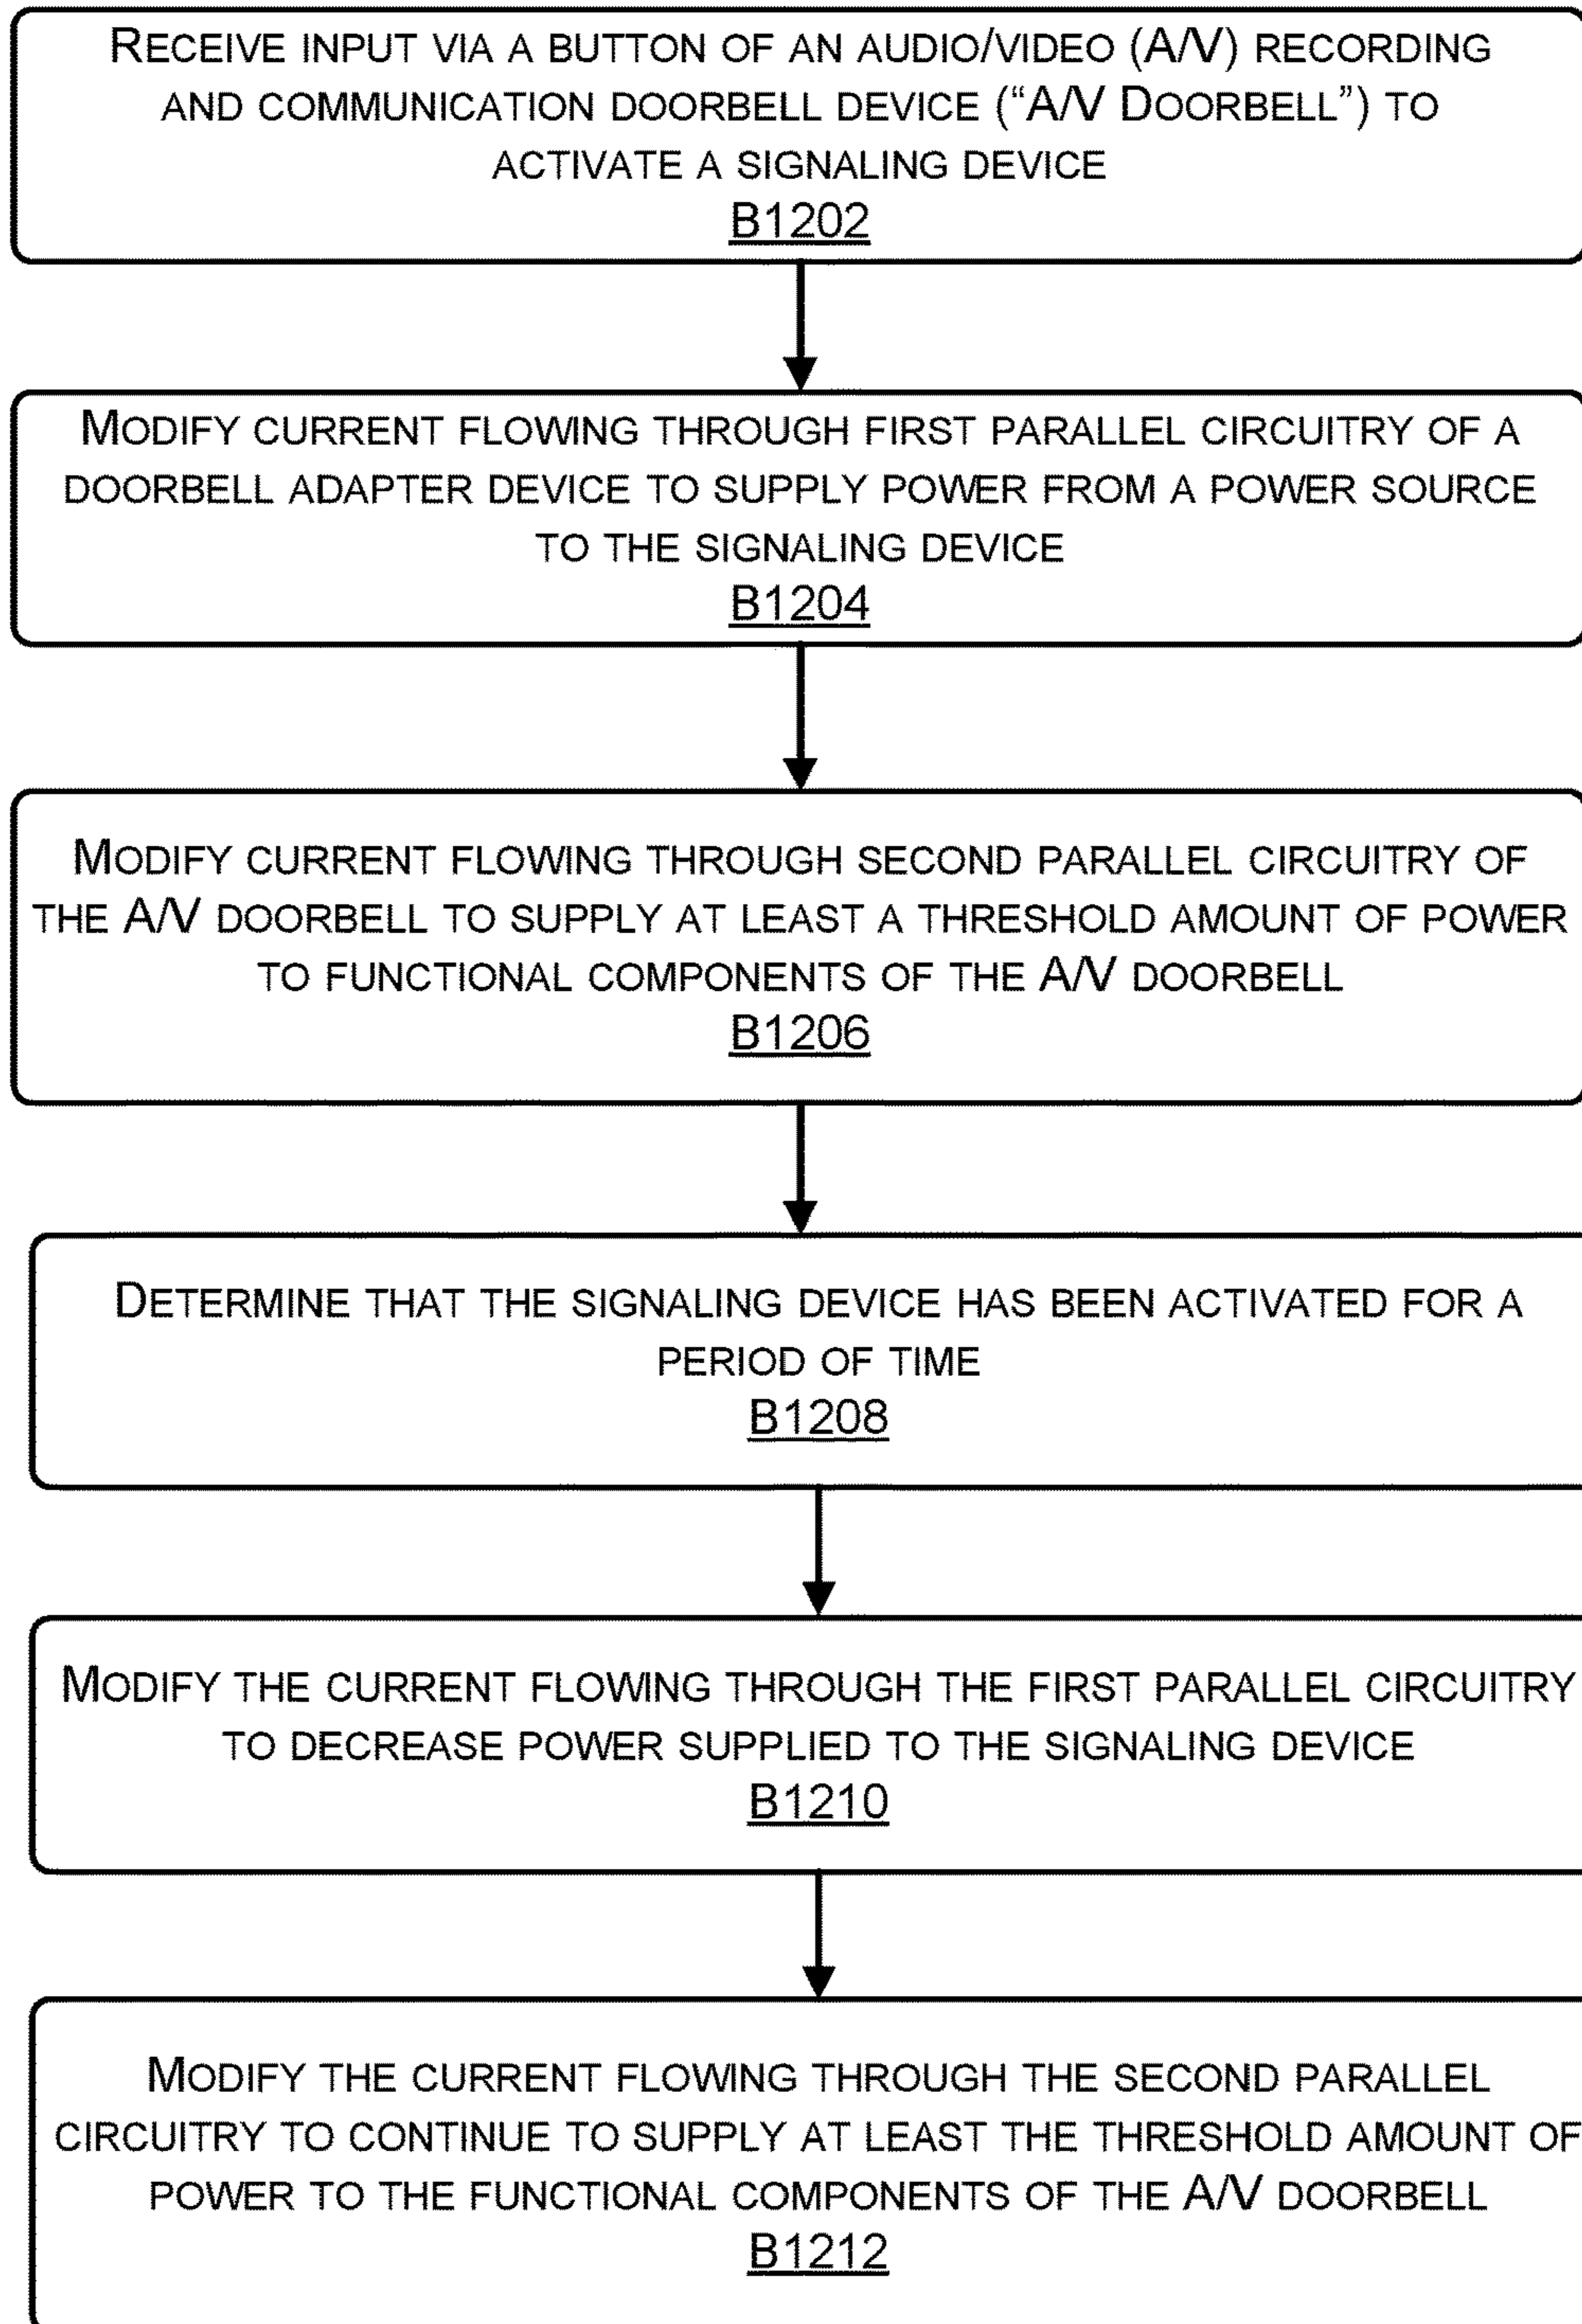 RECEIVE INPUT VIA A BUTTON OF AN AUDIO/VIDEO (A/V) RECORDING
AND COMMUNICATION DOORBELL DEVICE (“A/V DOORBELL”) TO
ACTIVATE A SIGNALING DEVICE
B1202
MODIFY CURRENT FLOWING THROUGH FIRST PARALLEL CIRCUITRY OF A
DOORBELL ADAPTER DEVICE TO SUPPLY POWER FROM A POWER SOURCE
TO THE SIGNALING DEVICE
B1204
MODIFY CURRENT FLOWING THROUGH SECOND PARALLEL CIRCUITRY OF
THE A/V DOORBELL TO SUPPLY AT LEAST A THRESHOLD AMOUNT OF POWER
TO FUNCTIONAL COMPONENTS OF THE A/V DOORBELL
B1206
DETERMINE THAT THE SIGNALING DEVICE HAS BEEN ACTIVATED FOR A
PERIOD OF TIME
B1208
MODIFY THE CURRENT FLOWING THROUGH THE FIRST PARALLEL CIRCUITRY
TO DECREASE POWER SUPPLIED TO THE SIGNALING DEVICE
B1210
MODIFY THE CURRENT FLOWING THROUGH THE SECOND PARALLEL
CIRCUITRY TO CONTINUE TO SUPPLY AT LEAST THE THRESHOLD AMOUNT OF
POWER TO THE FUNCTIONAL COMPONENTS OF THE A/V DOORBELL
B1212